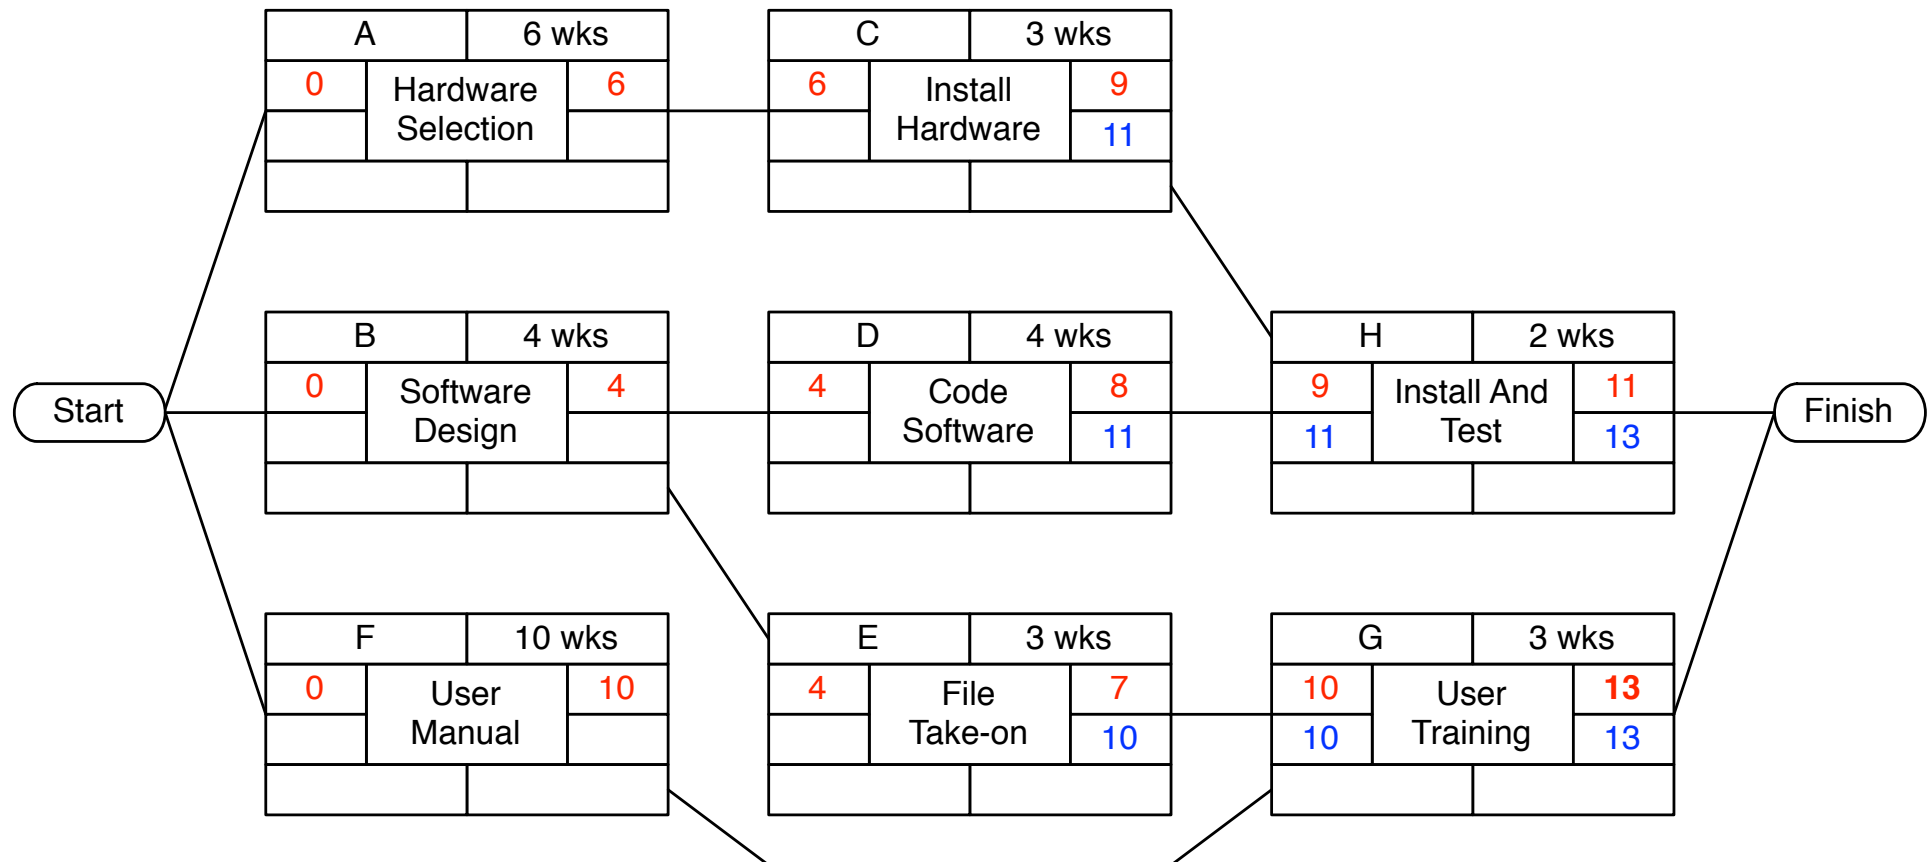 A 6 wks
0 Hardware Selection 6
C 3 wks
6 Install Hardware 9
11
B 4 wks
0 Software Design 4
D 4 wks
4 Code Software 8
11
H 2 wks
9 Install And Test 11
11 13
Start
Finish
F 10 wks
0 User Manual 10
E 3 wks
4 File Take-on 7
10
G 3 wks
10 User Training 13
10 13